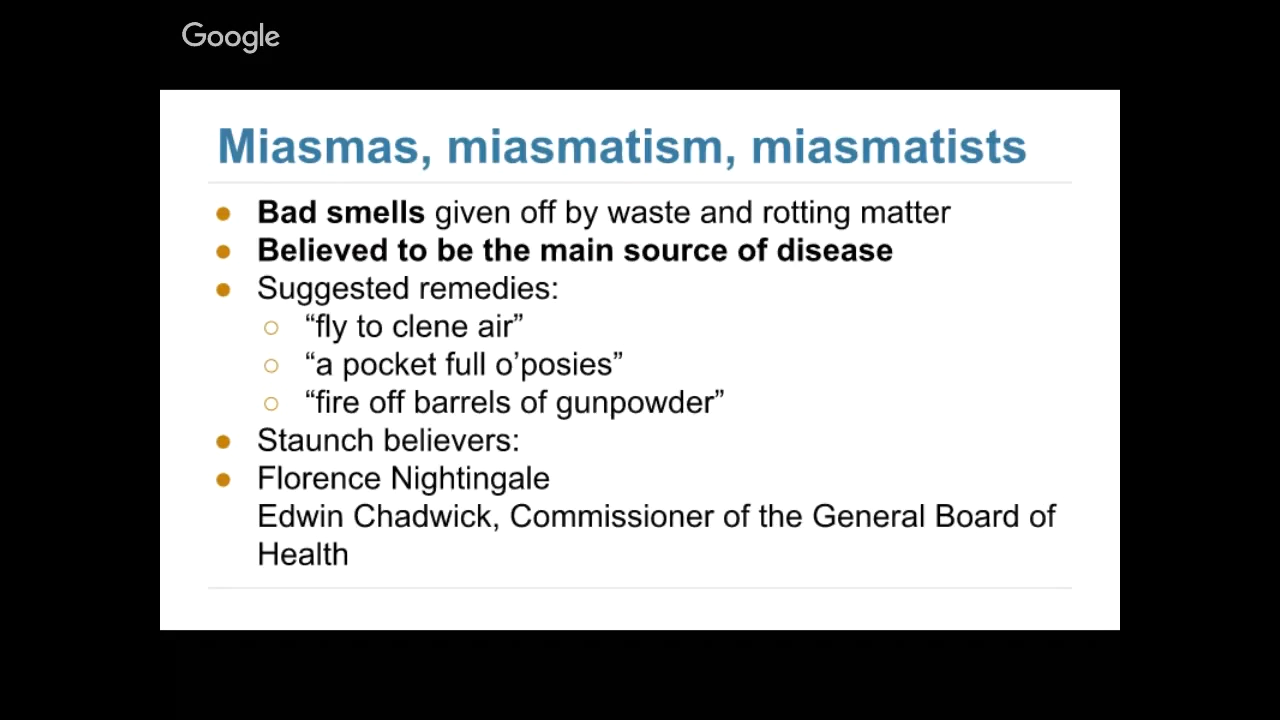 Google
Miasmas, miasmatism, miasmatists
● Bad smells given off by waste and rotting matter
● Believed to be the main source of disease
● Suggested remedies:
○ “fly to clene air”
○ “a pocket full o’posies”
○ “fire off barrels of gunpowder”
● Staunch believers:
● Florence Nightingale
Edwin Chadwick, Commissioner of the General Board of
Health